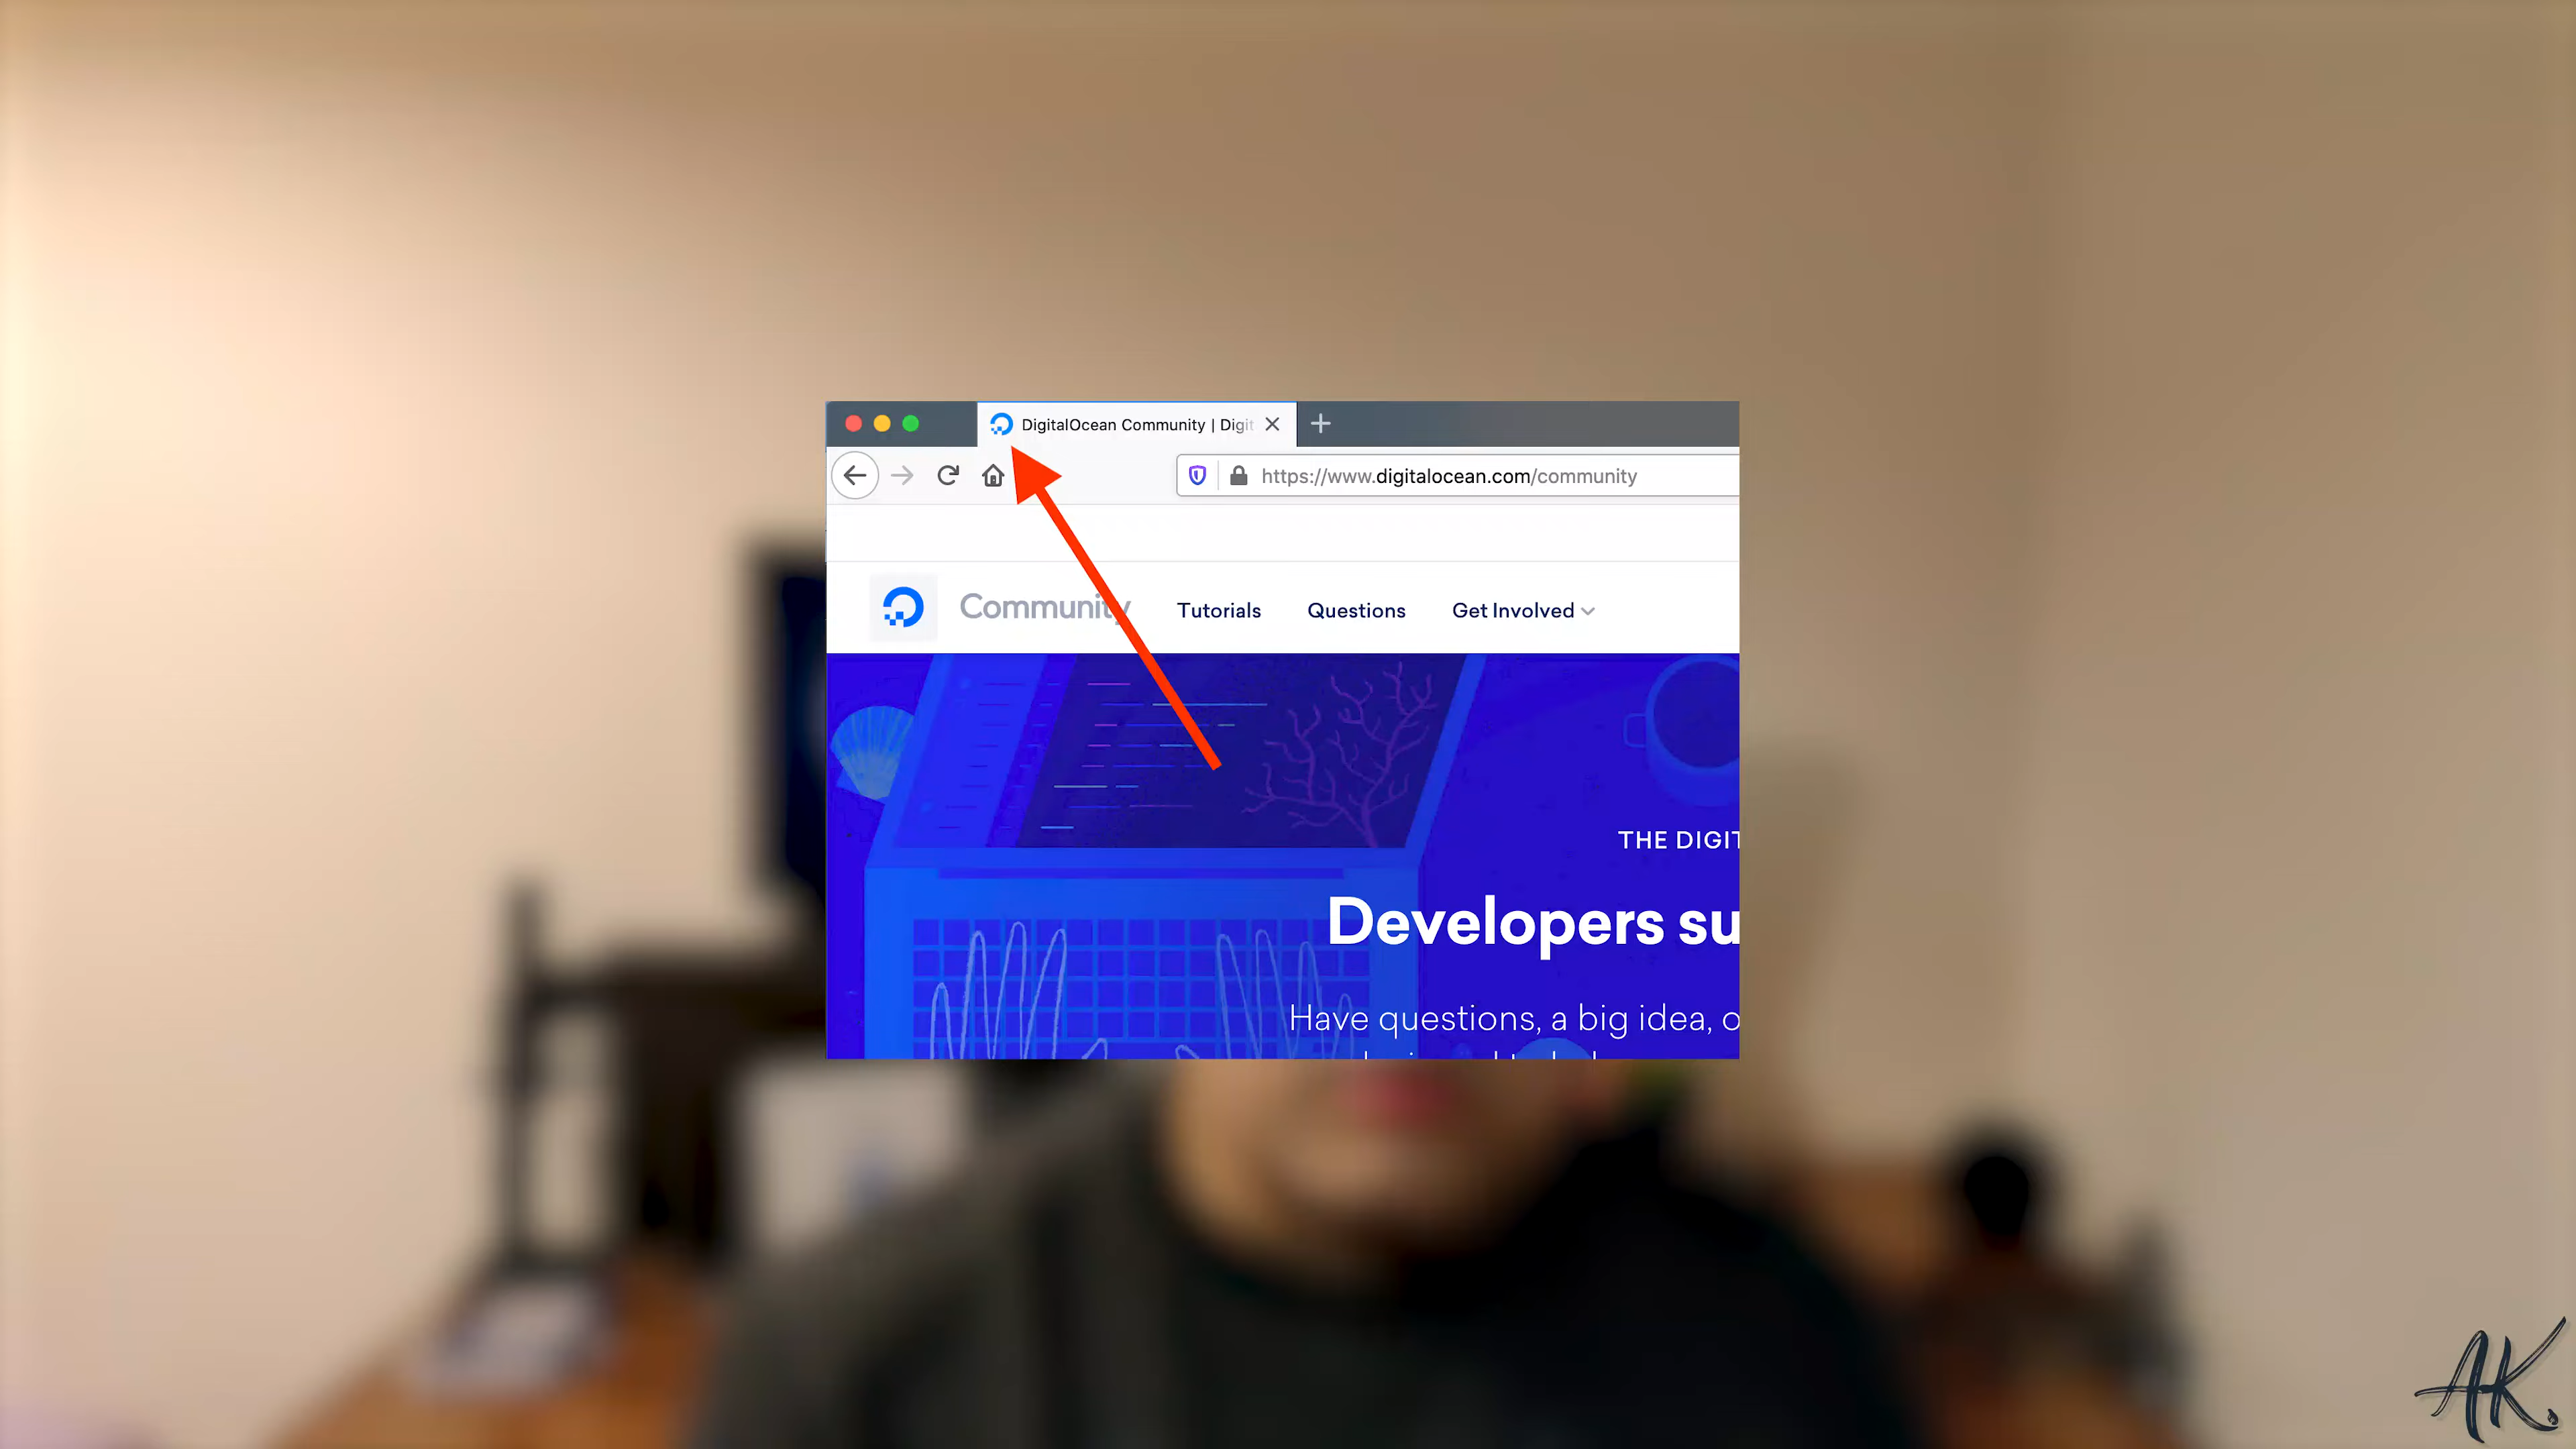 DigitalOcean Community | Digit
https://www.digitalocean.com/community
Community Tutorials Questions Get Involved
THE DIGIT
Developers su
Have questions, a big idea, o
AK.